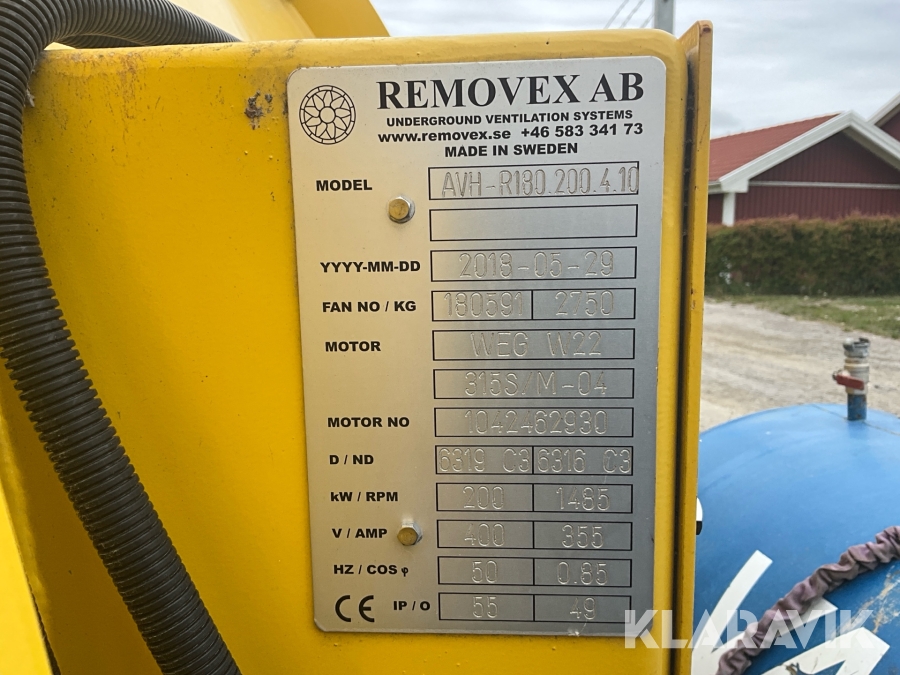 REMOVEX AB
UNDERGROUND VENTILATION SYSTEMS
www.removex.se +46 583 341 73
MADE IN SWEDEN
MODEL AVH-R180.200.4.10
YYYY-MM-DD 2018-05-29
FAN NO / KG 180591 2750
MOTOR WEG W22
315S/M-04
MOTOR NO 1042462930
D / ND 6319 C3 6316 C3
kW / RPM 200 1485
V / AMP 400 355
HZ / COS φ 50 0.85
CE IP / O 55 49
KLARAVIK